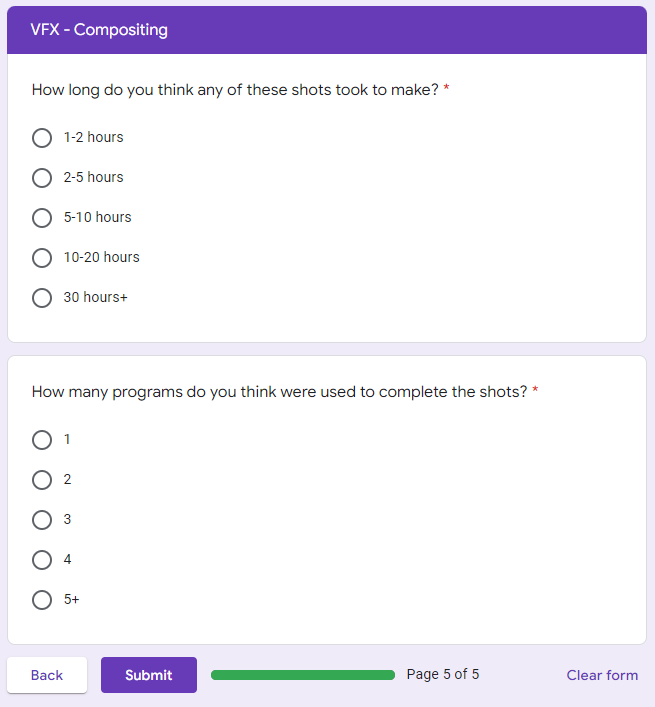 VFX - Compositing
How long do you think any of these shots took to make? *
1-2 hours
2-5 hours
5-10 hours
10-20 hours
30 hours+
How many programs do you think were used to complete the shots? *
1
2
3
4
5+
Back Submit Page 5 of 5 Clear form